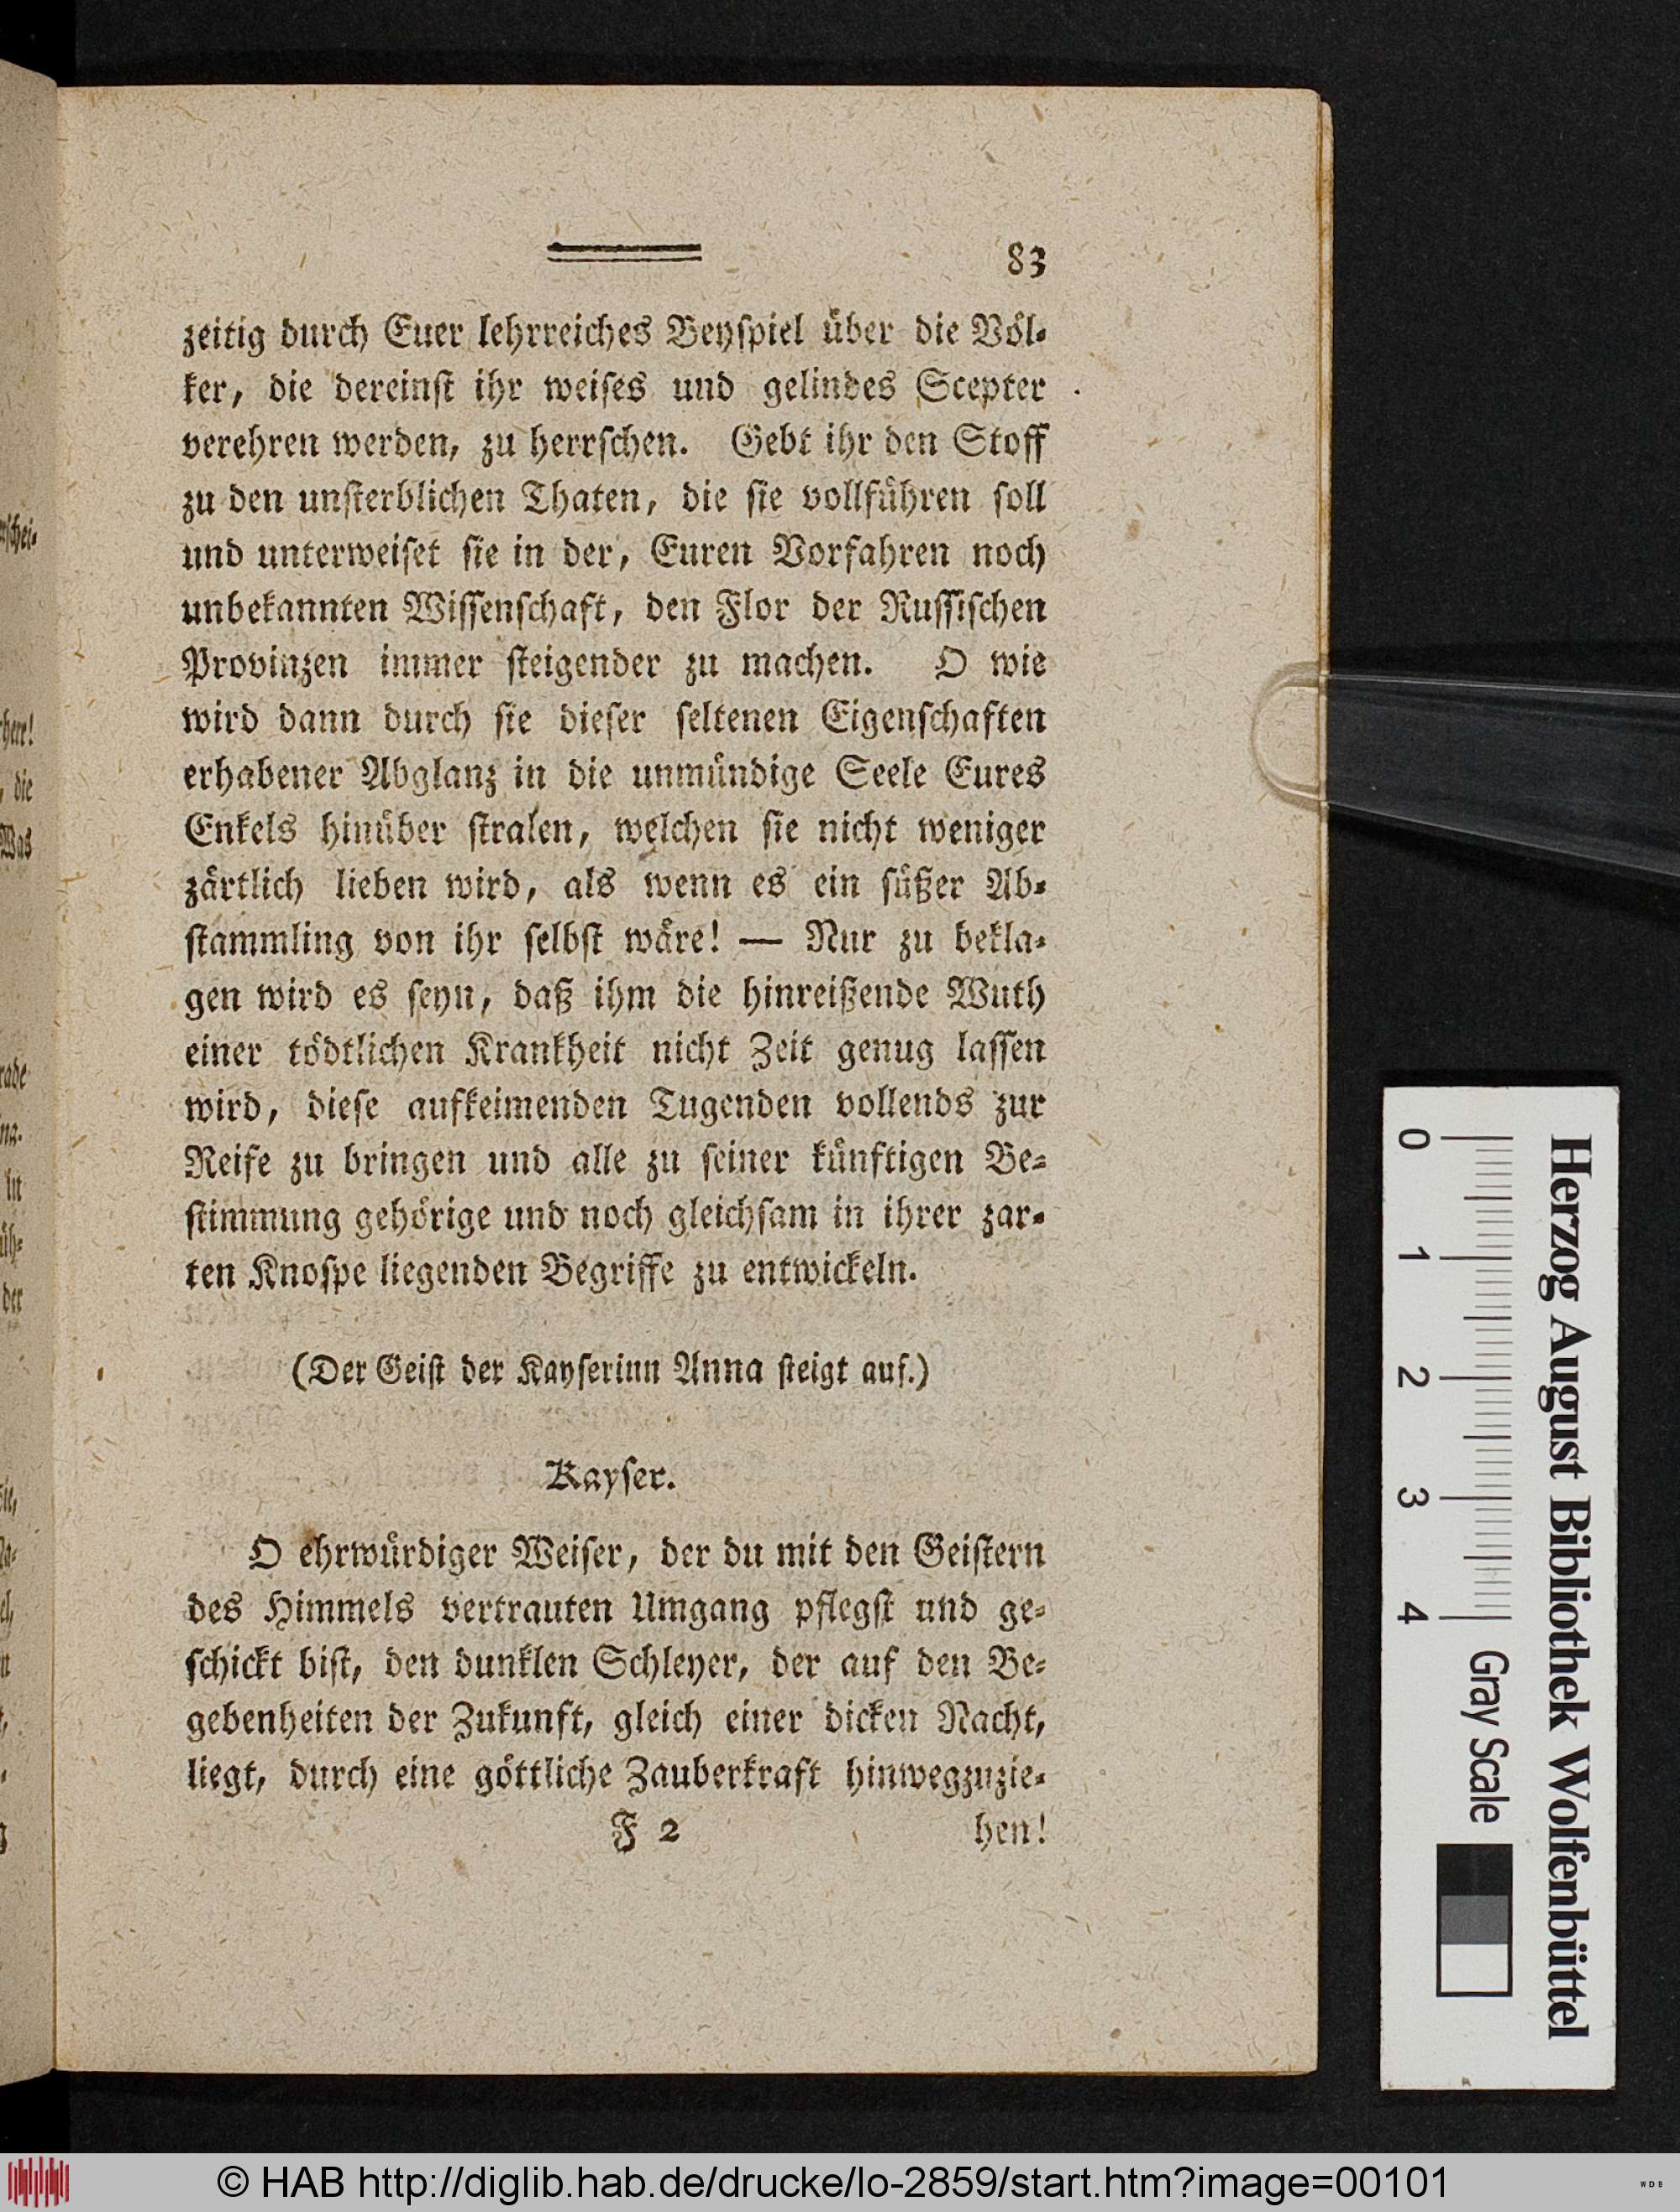 83
zeitig durch Euer lehrreiches Beyſpiel über die Völ-
ker, die dereinſt ihr weiſes und gelindes Scepter
verehren werden, zu herrſchen. Gebt ihr den Stoff
zu den unſterblichen Thaten, die ſie vollführen ſoll
und unterweiſet ſie in der, Euren Vorfahren noch
unbekannten Wiſſenſchaft, den Flor der Ruſſiſchen
Provinzen immer ſteigender zu machen. O wie
wird dann durch ſie dieſer ſeltenen Eigenſchaften
erhabener Abglanz in die unmündige Seele Eures
Enkels hinüber ſtralen, welchen ſie nicht weniger
zärtlich lieben wird, als wenn es ein ſüßer Ab-
ſtammling von ihr ſelbſt wäre! — Nur zu bekla-
gen wird es ſeyn, daß ihm die hinreißende Wuth
einer tödtlichen Krankheit nicht Zeit genug laſſen
wird, dieſe aufkeimenden Tugenden vollends zur
Reife zu bringen und alle zu ſeiner künftigen Be-
ſtimmung gehörige und noch gleichſam in ihrer zar-
ten Knoſpe liegenden Begriffe zu entwickeln.
(Der Geiſt der Kayſerinn Anna ſteigt auf.)
Kayſer.
O ehrwürdiger Weiſer, der du mit den Geiſtern
des Himmels vertrauten Umgang pflegſt und ge-
ſchickt biſt, den dunklen Schleyer, der auf den Be-
gebenheiten der Zukunft, gleich einer dicken Nacht,
liegt, durch eine göttliche Zauberkraft hinwegzuzie-
F 2 hen!
Herzog August Bibliothek Wolfenbüttel
0 1 2 3 4 Gray Scale
© HAB http://diglib.hab.de/drucke/lo-2859/start.htm?image=00101
WDB